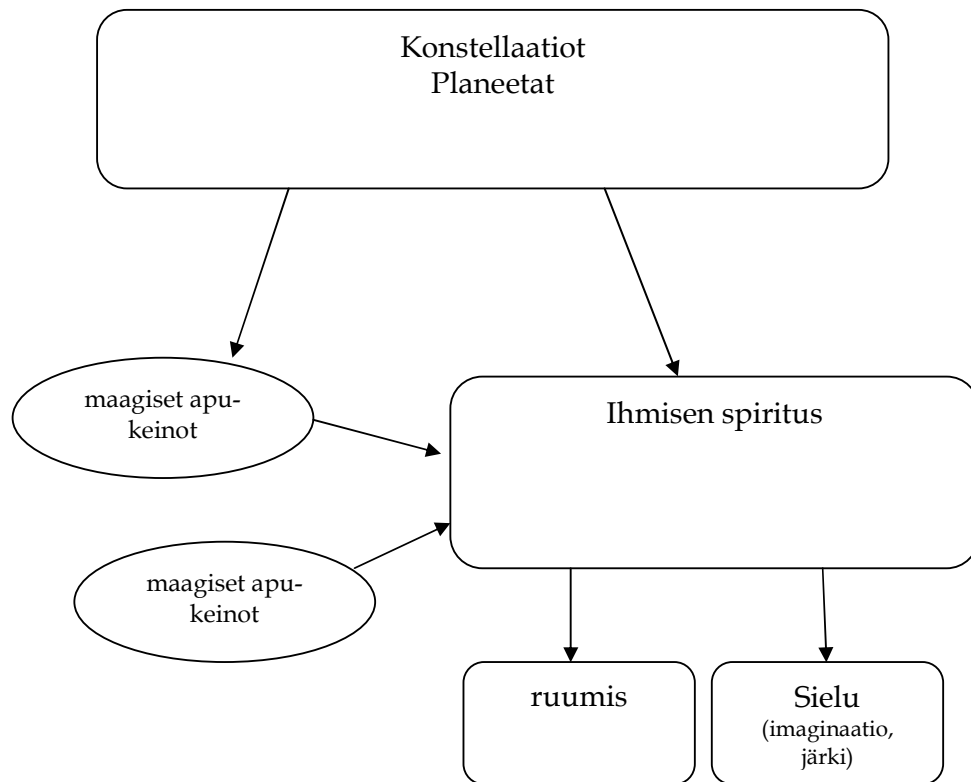 Konstellaatiot
Planeetat
maagiset apu-
keinot
Ihmisen spiritus
maagiset apu-
keinot
ruumis
Sielu
(imaginaatio,
järki)